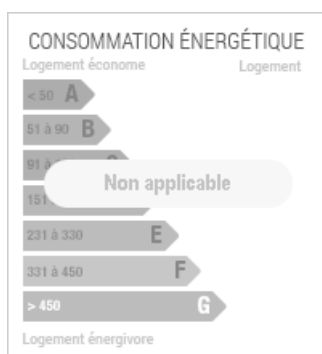 CONSOMMATION ÉNERGÉTIQUE
Logement économe Logement
< 50 A
51 à 90 B
91 à
Non applicable
151
231 à 330 E
331 à 450 F
> 450 G
Logement énergivore